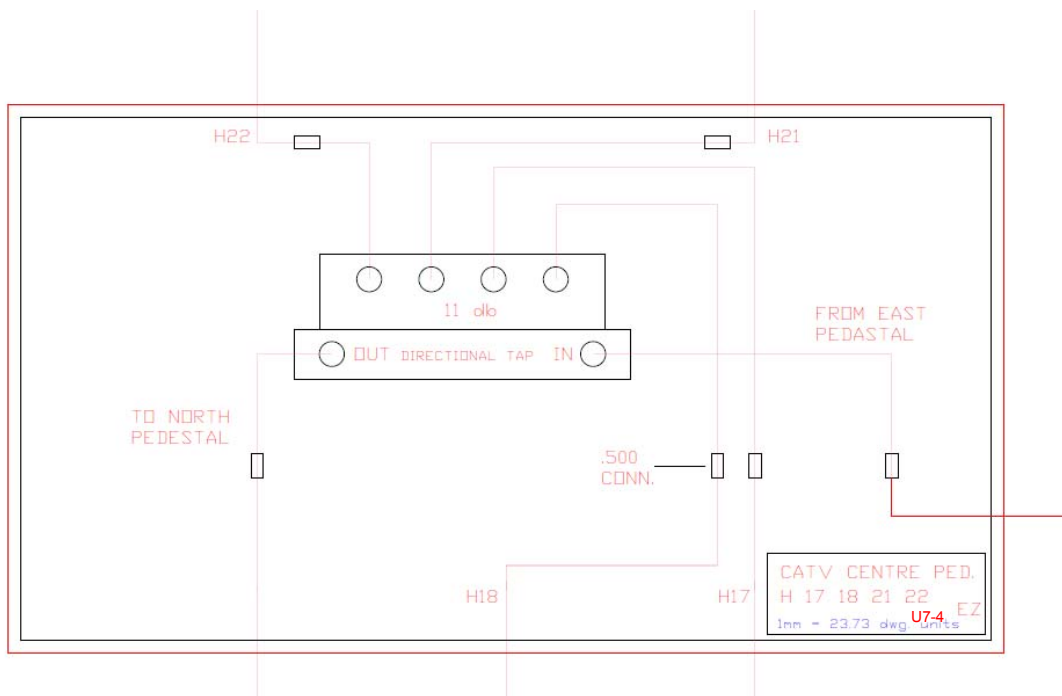 H22
H21
11 db
OUT DIRECTIONAL TAP IN
FROM EAST
PEDASTAL
TO NORTH
PEDESTAL
.500
CONN.
H18
H17
CATV CENTRE PED.
H 17 18 21 22
EZ
U7-4
1mm = 23.73 dwg. units